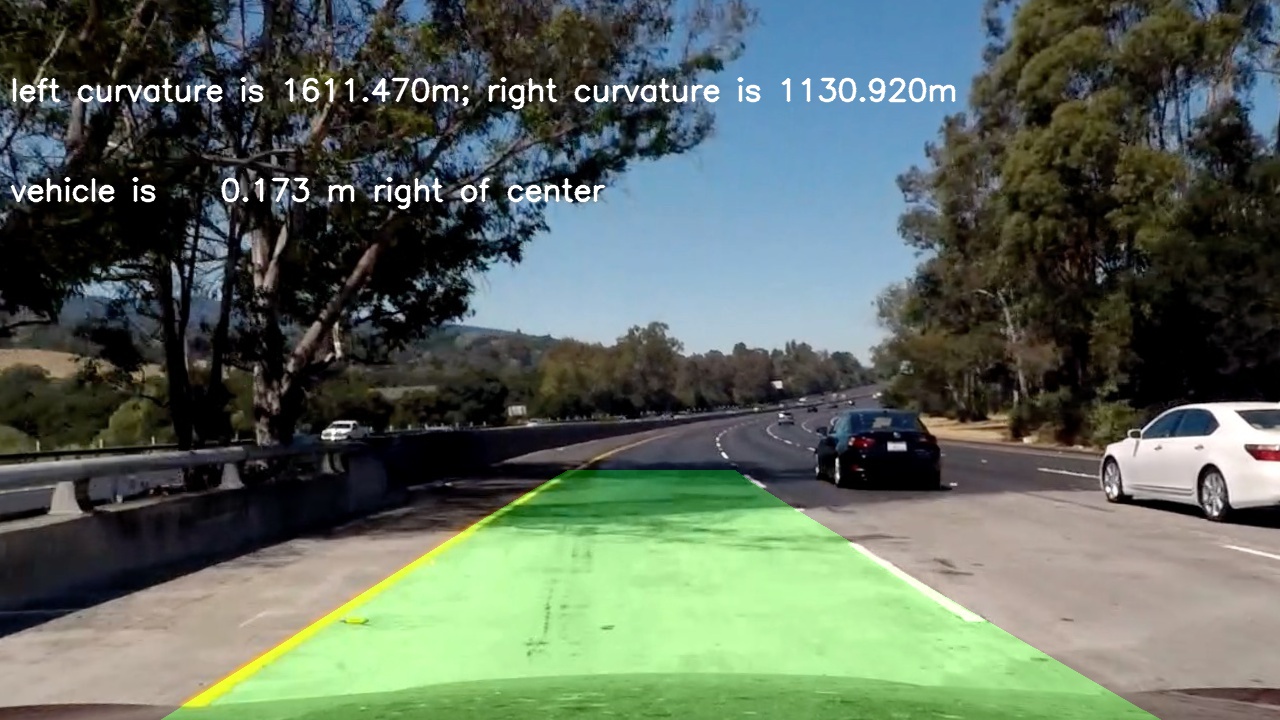 left curvature is 1611.470m; right curvature is 1130.920m
vehicle is 0.173 m right of center